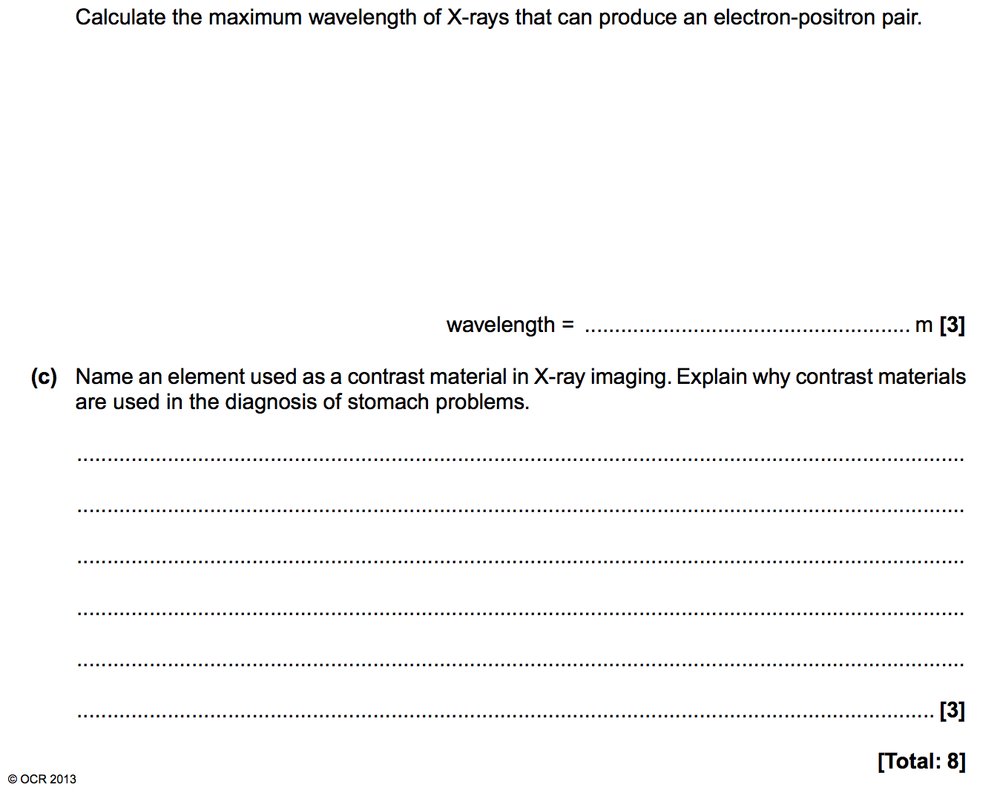 Calculate the maximum wavelength of X-rays that can produce an electron-positron pair.
wavelength = ...................................................... m [3]
(c) Name an element used as a contrast material in X-ray imaging. Explain why contrast materials
are used in the diagnosis of stomach problems.
...................................................................................................................................................
...................................................................................................................................................
...................................................................................................................................................
...................................................................................................................................................
...................................................................................................................................................
.............................................................................................................................................. [3]
[Total: 8]
© OCR 2013